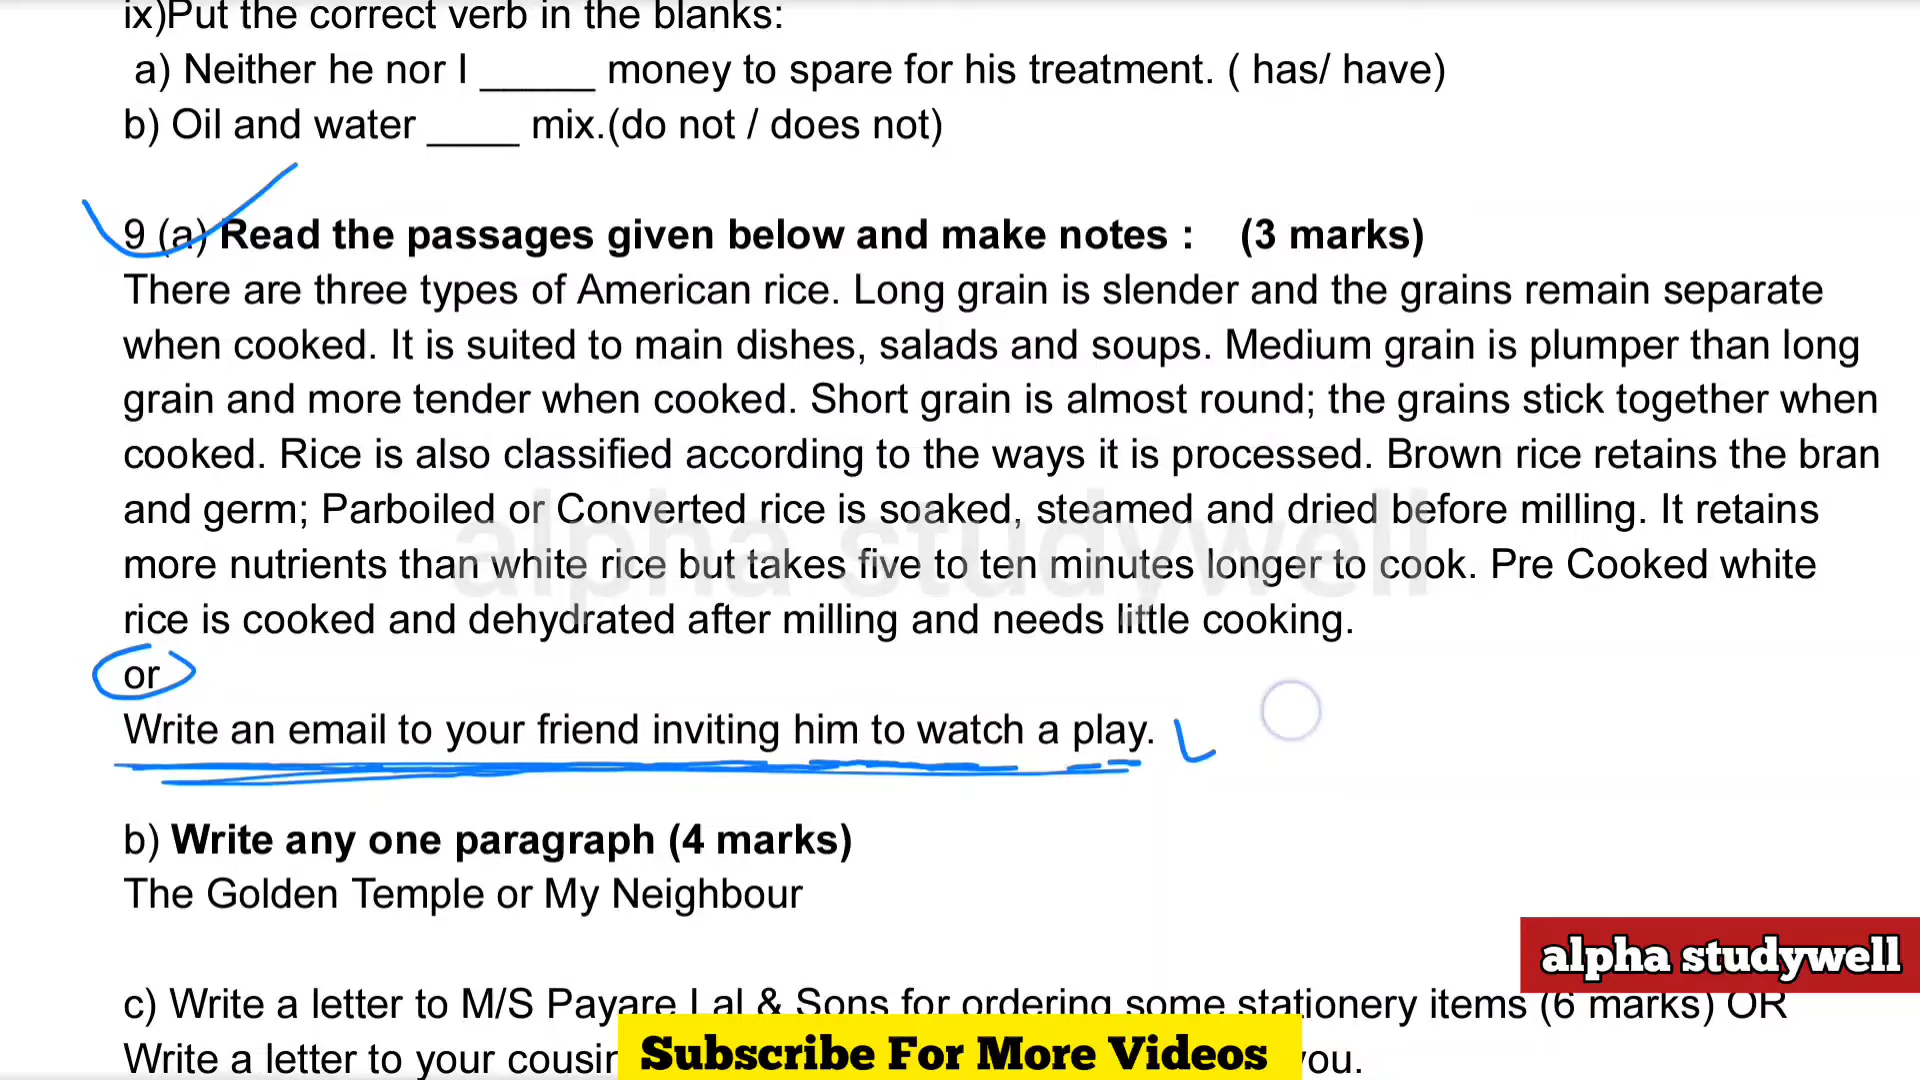 ix)Put the correct verb in the blanks:
a) Neither he nor I _____ money to spare for his treatment. ( has/ have)
b) Oil and water ____ mix.(do not / does not)
9 (a) Read the passages given below and make notes : (3 marks)
There are three types of American rice. Long grain is slender and the grains remain separate
when cooked. It is suited to main dishes, salads and soups. Medium grain is plumper than long
grain and more tender when cooked. Short grain is almost round; the grains stick together when
cooked. Rice is also classified according to the ways it is processed. Brown rice retains the bran
and germ; Parboiled or Converted rice is soaked, steamed and dried before milling. It retains
more nutrients than white rice but takes five to ten minutes longer to cook. Pre Cooked white
rice is cooked and dehydrated after milling and needs little cooking.
alpha studywell
or
Write an email to your friend inviting him to watch a play.
b) Write any one paragraph (4 marks)
The Golden Temple or My Neighbour
alpha studywell
c) Write a letter to M/S Payare Lal & Sons for ordering some stationery items (6 marks) OR
Write a letter to your you.
Subscribe For More Videos